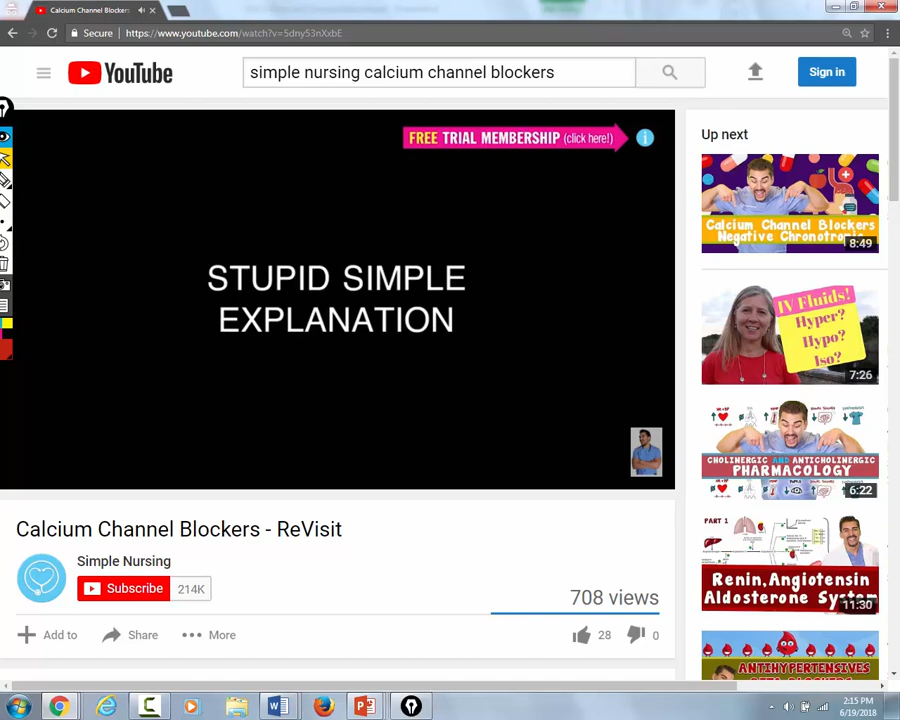 Calcium Channel Blockers
Secure
https://www.youtube.com/watch?v=5dny53nXxbE
YouTube
simple nursing calcium channel blockers
Sign in
FREE TRIAL MEMBERSHIP (click here!)
i
STUPID SIMPLE
EXPLANATION
Calcium Channel Blockers - ReVisit
Simple Nursing
Subscribe 214K
708 views
Add to Share More
28 0
Up next
Calcium Channel Blockers
Negative Chronotropic
8:49
IV Fluids!
Hyper?
Hypo?
Iso?
7:26
CHOLINERGIC AND ANTICHOLINERGIC
PHARMACOLOGY
6:22
PART 1
Renin, Angiotensin
Aldosterone System
11:30
ANTIHYPERTENSIVES
2:15 PM
6/19/2018